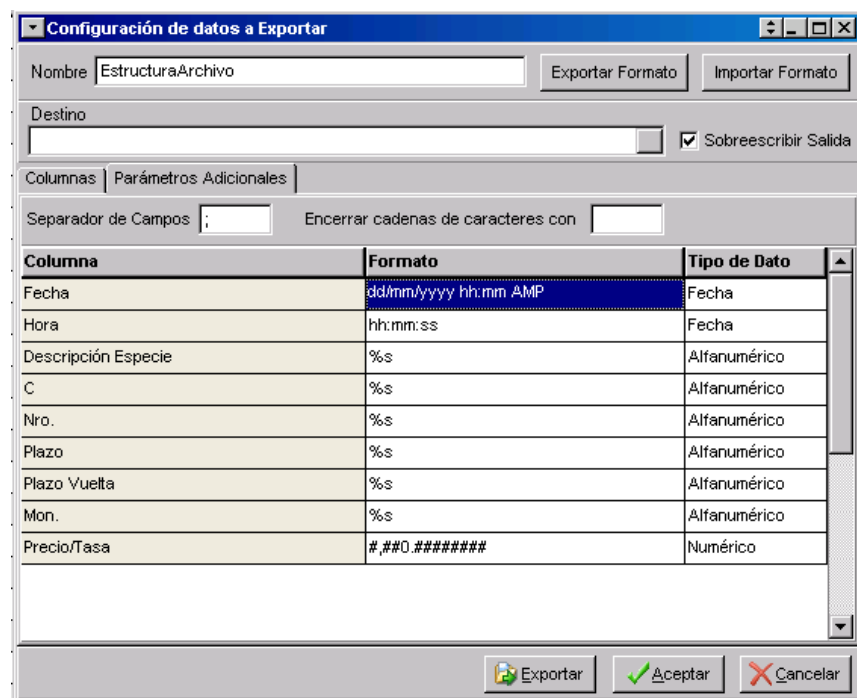 Configuración de datos a Exportar
Nombre EstructuraArchivo Exportar Formato Importar Formato
Destino
Sobreescribir Salida
Columnas Parámetros Adicionales
Separador de Campos ; Encerrar cadenas de caracteres con
Columna Formato Tipo de Dato
Fecha dd/mm/yyyy hh:mm AMP Fecha
Hora hh:mm:ss Fecha
Descripción Especie %s Alfanumérico
C %s Alfanumérico
Nro. %s Alfanumérico
Plazo %s Alfanumérico
Plazo Vuelta %s Alfanumérico
Mon. %s Alfanumérico
Precio/Tasa #,##0.######## Numérico
Exportar Aceptar Cancelar